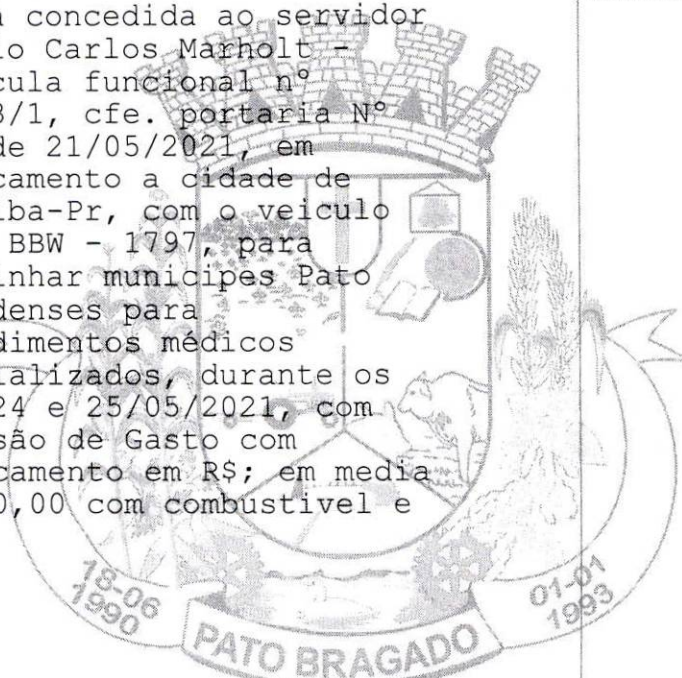 concedida ao servidor
Carlos Marholt -
cula funcional nº
3/1, cfe. portaria Nº
de 21/05/2021, em
camento a cidade de
iba-Pr, com o veiculo
BBW - 1797, para
inhar municipes Pato
denses para
dimentos médicos
ializados, durante os
24 e 25/05/2021, com
são de Gasto com
camento em R$; em media
0,00 com combustivel e
18-06
1990
01-01
1993
PATO BRAGADO